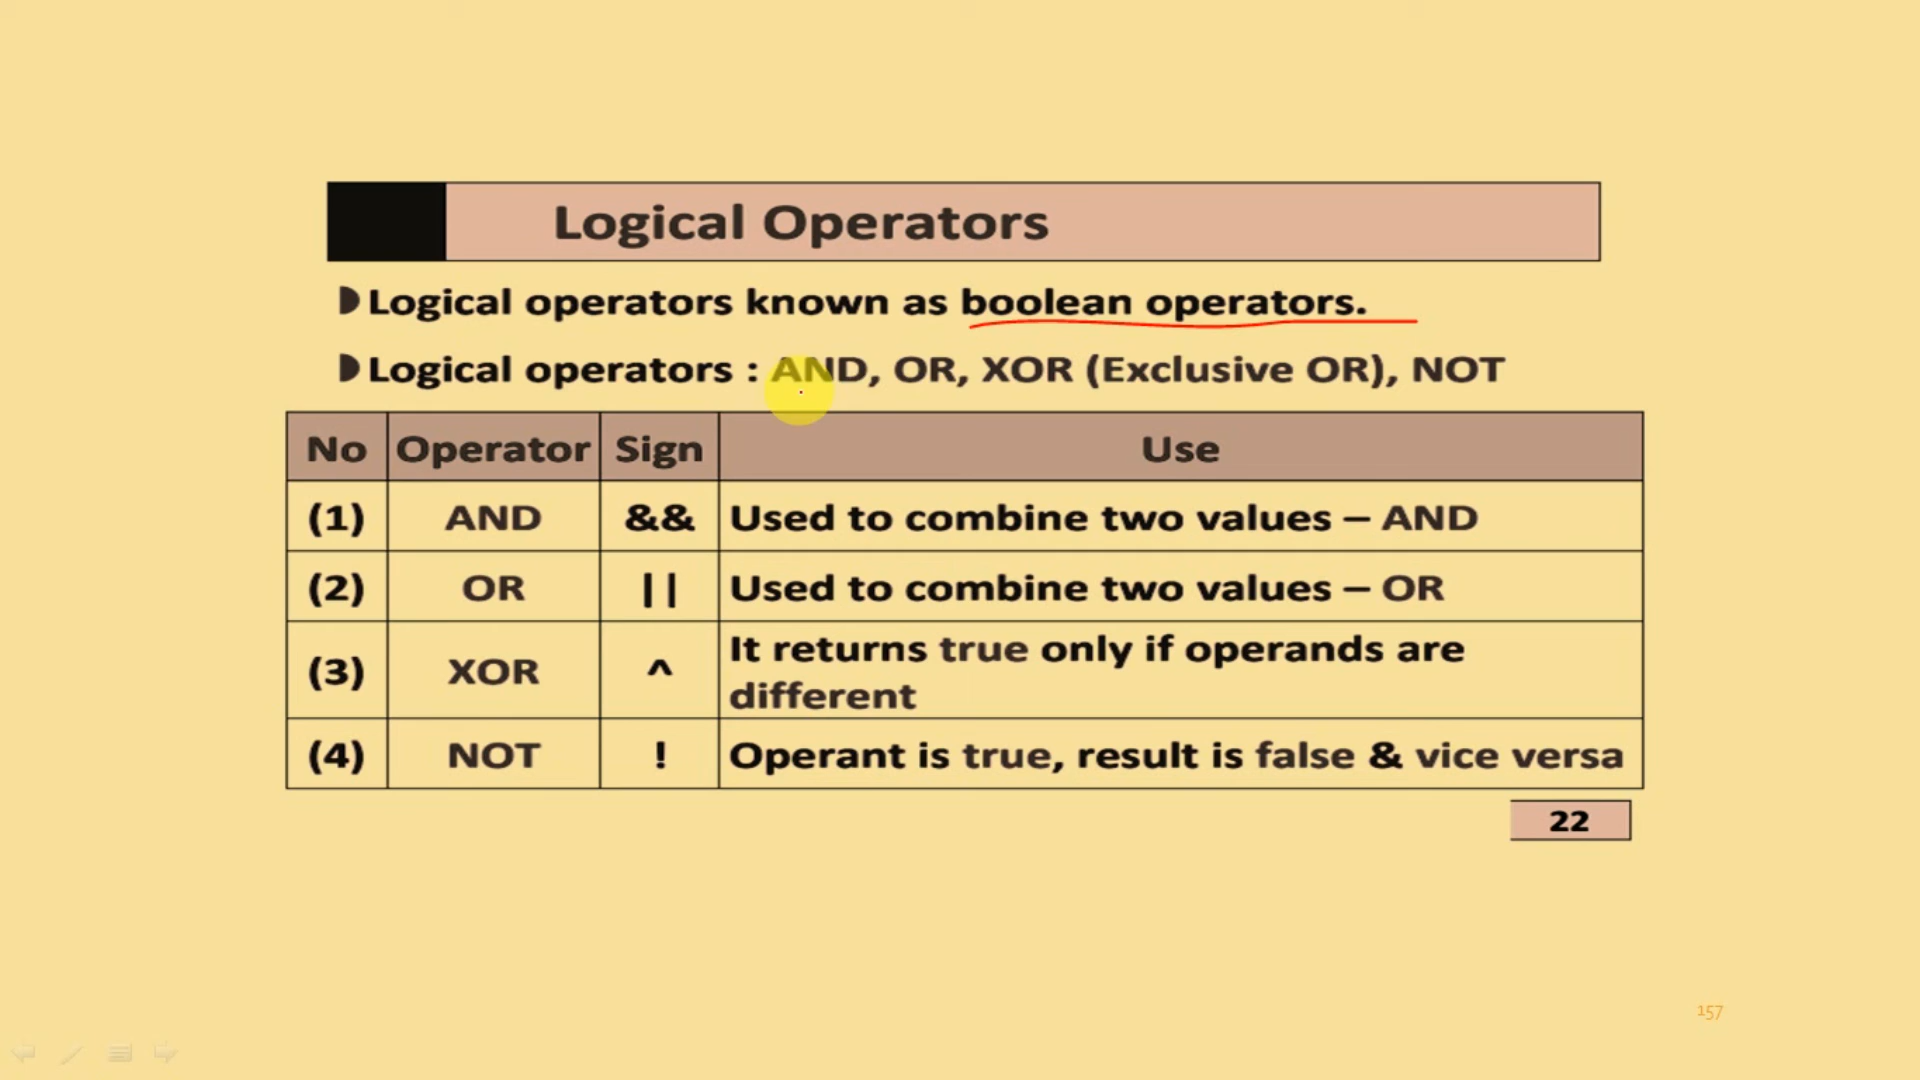 Logical Operators
Logical operators known as boolean operators.
Logical operators : AND, OR, XOR (Exclusive OR), NOT
No Operator Sign Use
(1) AND && Used to combine two values – AND
(2) OR || Used to combine two values – OR
(3) XOR ^ It returns true only if operands are
different
(4) NOT ! Operant is true, result is false & vice versa
22
157